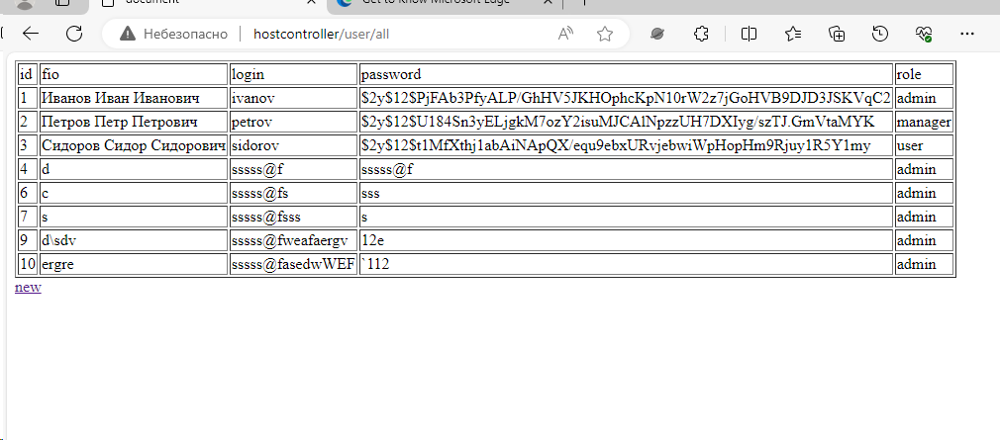 document
Get to Know Microsoft Edge
Небезопасно hostcontroller/user/all
id fio login password role
1 Иванов Иван Иванович ivanov $2y$12$PjFAb3PfyALP/GhHV5JKHOphcKpN10rW2z7jGoHVB9DJD3JSKVqC2 admin
2 Петров Петр Петрович petrov $2y$12$U184Sn3yELjgkM7ozY2isuMJCAlNpzzUH7DXIyg/szTJ.GmVtaMYK manager
3 Сидоров Сидор Сидорович sidorov $2y$12$t1MfXthj1abAiNApQX/equ9ebxURvjebwiWpHopHm9Rjuy1R5Y1my user
4 d sssss@f sssss@f admin
6 c sssss@fs sss admin
7 s sssss@fsss s admin
9 d\sdv sssss@fweafaergv 12e admin
10 ergre sssss@fasedwWEF `112 admin
new